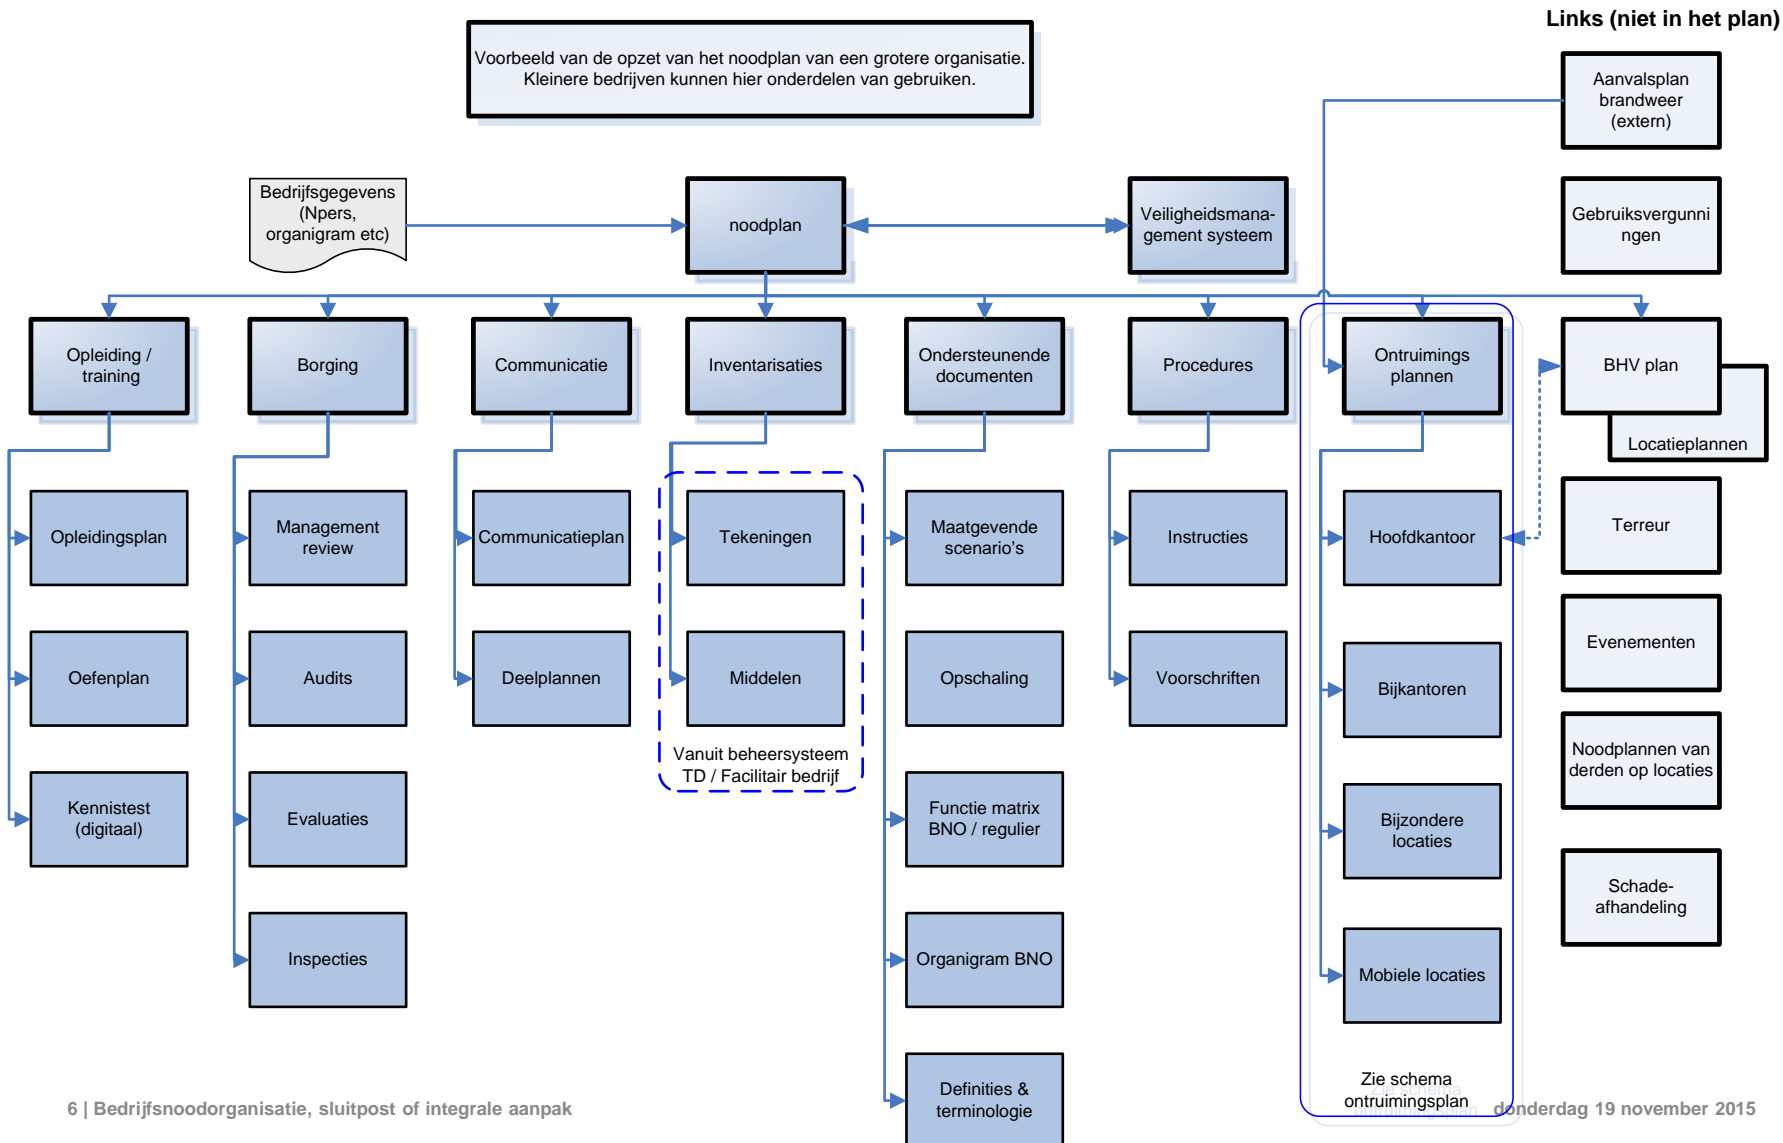 Links (niet in het plan)
Voorbeeld van de opzet van het noodplan van een grotere organisatie.
Kleinere bedrijven kunnen hier onderdelen van gebruiken.
Aanvalsplan
brandweer
(extern)
Bedrijfsgegevens
(Npers,
organigram etc)
noodplan
Veiligheidsmana-
gement systeem
Gebruiksvergunni
ngen
Opleiding /
training
Borging
Communicatie
Inventarisaties
Ondersteunende
documenten
Procedures
Ontruimings
plannen
BHV plan
Locatieplannen
Opleidingsplan
Management
review
Communicatieplan
Tekeningen
Maatgevende
scenario's
Instructies
Hoofdkantoor
Terreur
Oefenplan
Audits
Deelplannen
Middelen
Opschaling
Voorschriften
Bijkantoren
Evenementen
Vanuit beheersysteem
TD / Facilitair bedrijf
Noodplannen van
derden op locaties
Kennistest
(digitaal)
Evaluaties
Functie matrix
BNO / regulier
Bijzondere
locaties
Schade-
afhandeling
Inspecties
Organigram BNO
Mobiele locaties
Definities &
terminologie
Zie schema
ontruimingsplan
6 | Bedrijfsnoodorganisatie, sluitpost of integrale aanpak
donderdag 19 november 2015